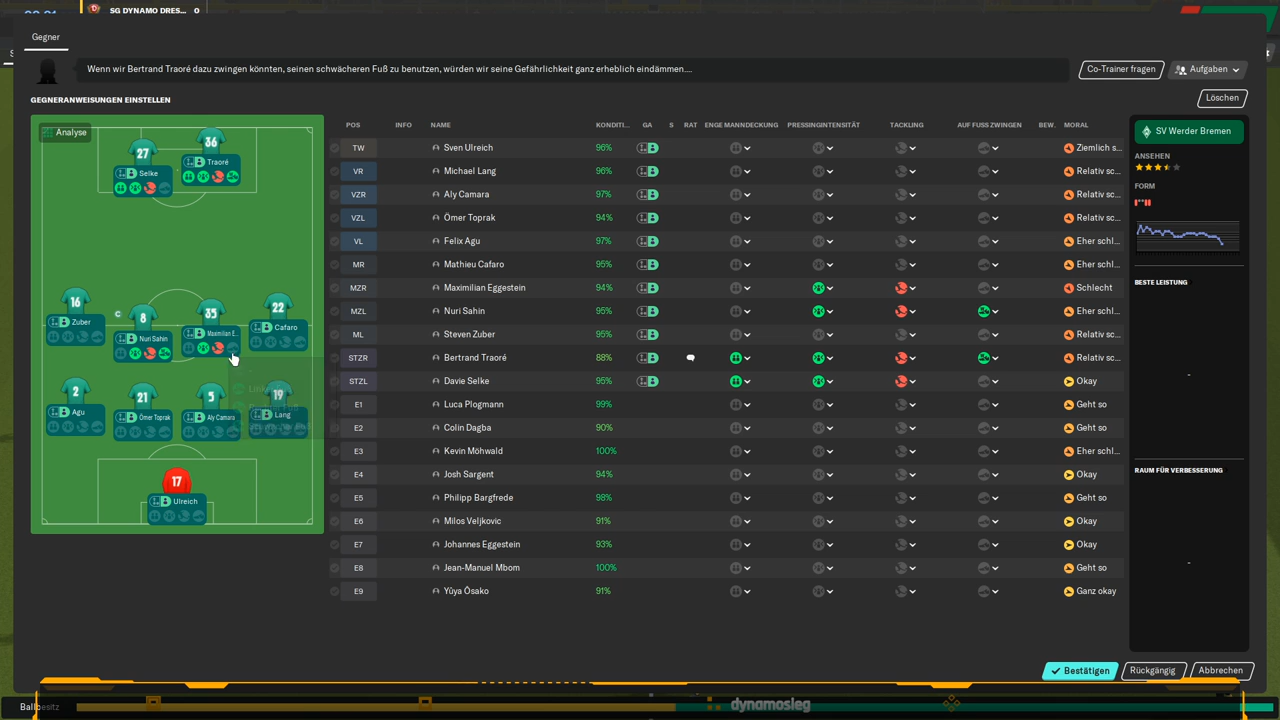 SG DYNAMO DRES... 0
Gegner
Wenn wir Bertrand Traoré dazu zwingen könnten, seinen schwächeren Fuß zu benutzen, würden wir seine Gefährlichkeit ganz erheblich eindämmen....
Co-Trainer fragen
Aufgaben
GEGNERANWEISUNGEN EINSTELLEN
Löschen
Analyse
36
Traoré
27
Selke
16
Zuber
8
C
Nuri Sahin
35
Maximilian E...
22
Cafaro
2
Agu
21
Ömer Toprak
5
Aly Camara
19
Lang
17
Ulreich
POS INFO NAME KONDITI... GA S RAT ENGE MANNDECKUNG PRESSINGINTENSITÄT TACKLING AUF FUSS ZWINGEN BEW. MORAL
TW Sven Ulreich 96% Ziemlich s...
VR Michael Lang 96% Relativ sc...
VZR Aly Camara 97% Relativ sc...
VZL Ömer Toprak 94% Relativ sc...
VL Felix Agu 97% Eher schl...
MR Mathieu Cafaro 95% Eher schl...
MZR Maximilian Eggestein 94% Schlecht
MZL Nuri Sahin 95% Eher schl...
ML Steven Zuber 95% Relativ sc...
STZR Bertrand Traoré 88% Relativ sc...
STZL Davie Selke 95% Okay
E1 Luca Plogmann 99% Geht so
E2 Colin Dagba 90% Geht so
E3 Kevin Möhwald 100% Eher schl...
E4 Josh Sargent 94% Okay
E5 Philipp Bargfrede 98% Geht so
E6 Milos Veljkovic 91% Okay
E7 Johannes Eggestein 93% Okay
E8 Jean-Manuel Mbom 100% Geht so
E9 Yûya Ôsako 91% Ganz okay
SV Werder Bremen
ANSEHEN
FORM
BESTE LEISTUNG
-
RAUM FÜR VERBESSERUNG
-
Bestätigen
Rückgängig
Abbrechen
Ballbesitz
dynamosieg